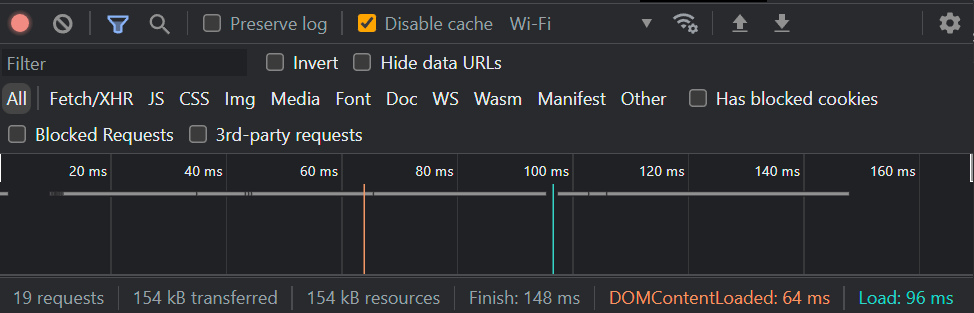 Preserve log Disable cache Wi-Fi
Filter Invert Hide data URLs
All Fetch/XHR JS CSS Img Media Font Doc WS Wasm Manifest Other Has blocked cookies
Blocked Requests 3rd-party requests
20 ms 40 ms 60 ms 80 ms 100 ms 120 ms 140 ms 160 ms
19 requests 154 kB transferred 154 kB resources Finish: 148 ms DOMContentLoaded: 64 ms Load: 96 ms